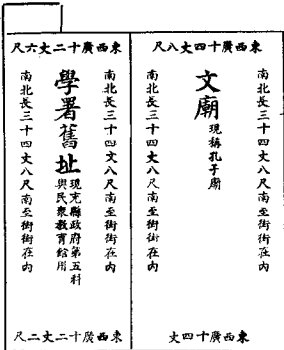 東西廣十四丈八尺
南北長三十四丈八尺南至街街在內
文廟
現稱孔子廟
南北長三十四丈八尺南至街街在內
東西廣十四丈
東西廣十二丈六尺
南北長三十四丈八尺南至街街在內
學署舊址
現充縣政府第五科
與民衆教育館用
南北長三十四丈八尺南至街街在內
東西廣十二丈二尺